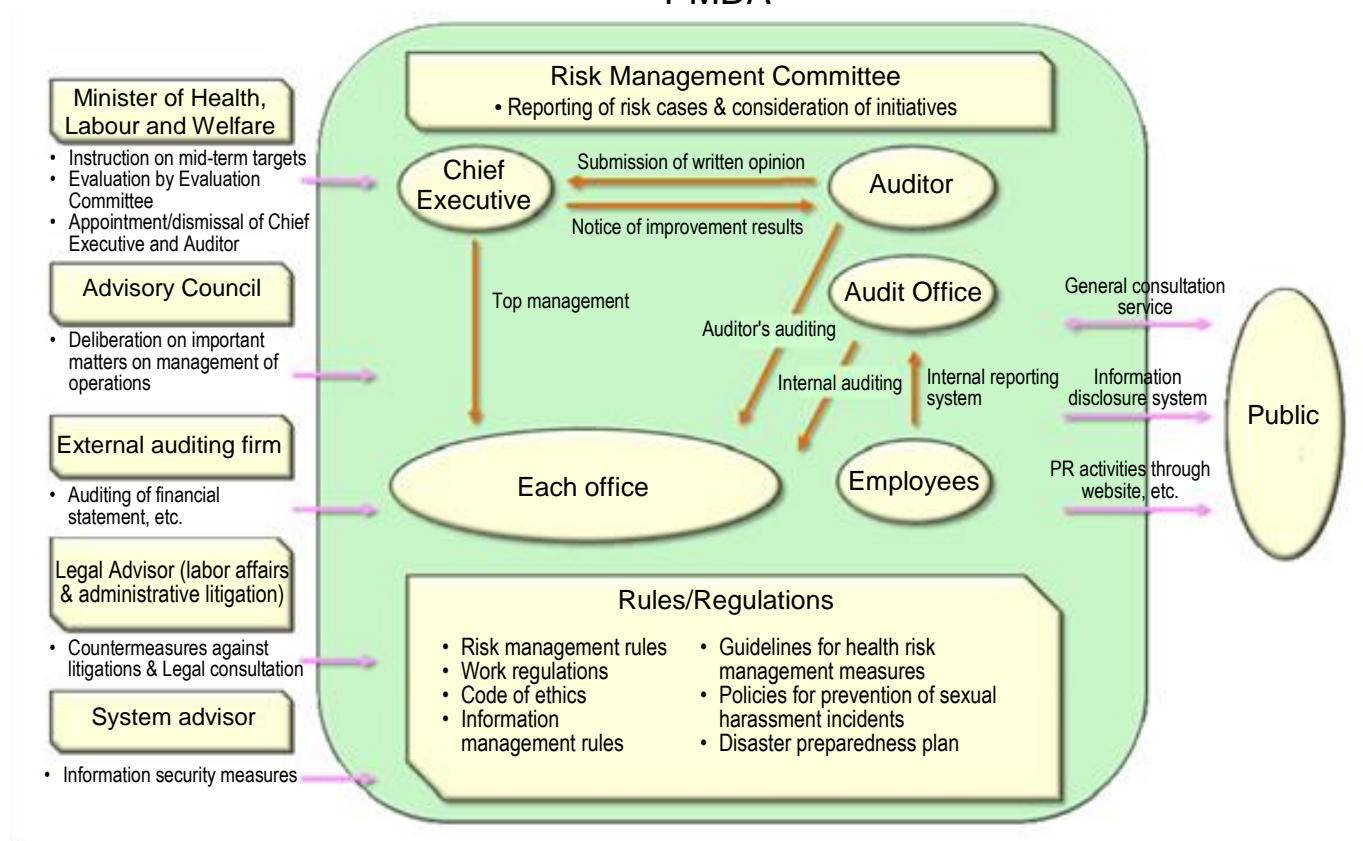 PMDA
Risk Management Committee
• Reporting of risk cases & consideration of initiatives
Minister of Health,
Labour and Welfare
• Instruction on mid-term targets
• Evaluation by Evaluation
Committee
• Appointment/dismissal of Chief
Executive and Auditor
Advisory Council
• Deliberation on important
matters on management of
operations
External auditing firm
• Auditing of financial
statement, etc.
Legal Advisor (labor affairs
& administrative litigation)
• Countermeasures against
litigations & Legal consultation
System advisor
• Information security measures
Chief
Executive
Submission of written opinion
Notice of improvement results
Auditor
Top management
Audit Office
Auditor's auditing
Internal auditing
Internal reporting
system
Each office
Employees
General consultation
service
Information
disclosure system
PR activities through
website, etc.
Public
Rules/Regulations
• Risk management rules
• Work regulations
• Code of ethics
• Information
management rules
• Guidelines for health risk
management measures
• Policies for prevention of sexual
harassment incidents
• Disaster preparedness plan